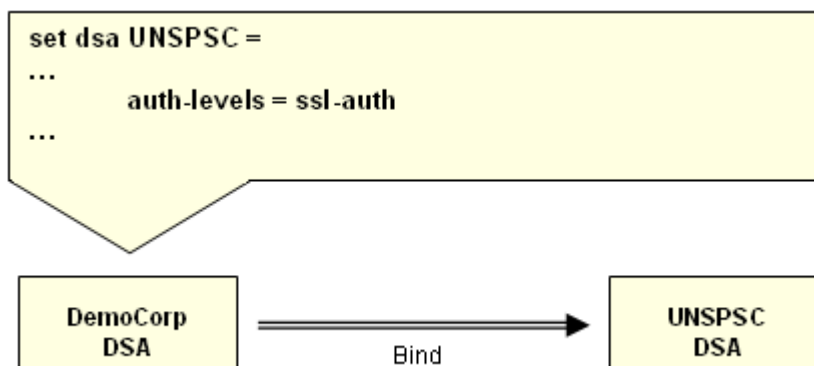 set dsa UNSPSC =
...
auth-levels = ssl-auth
...
DemoCorp
DSA
Bind
UNSPSC
DSA